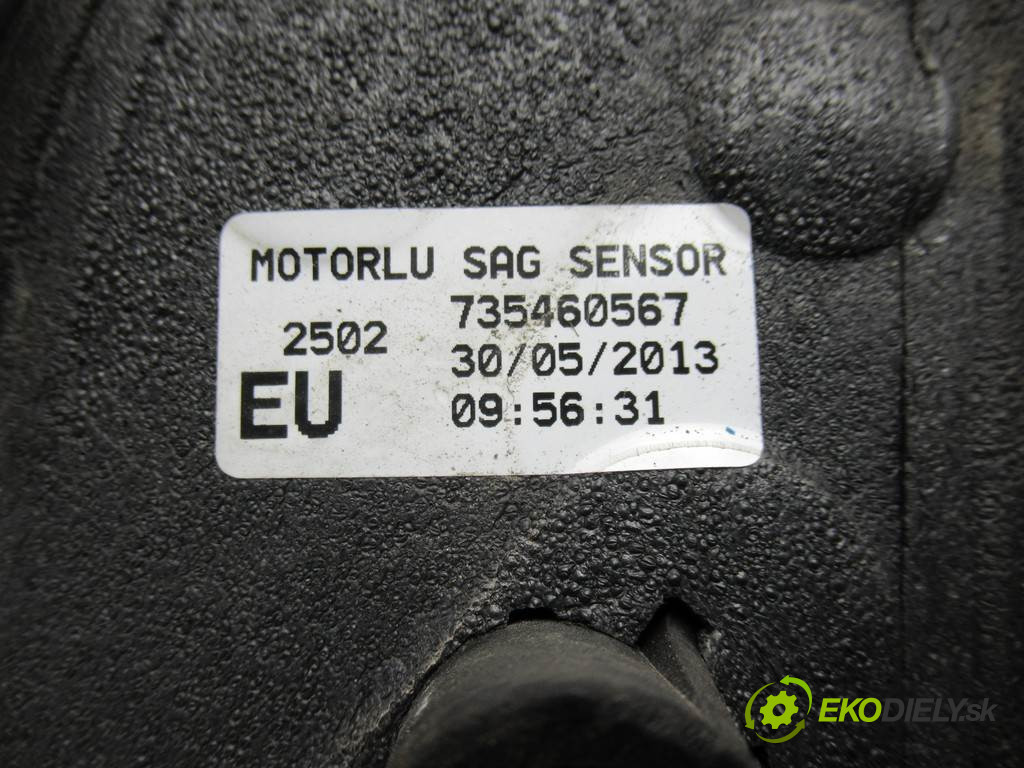 MOTORLU SAG SENSOR
735460567
2502
30/05/2013
EU
09:56:31
EKODIELY.sk